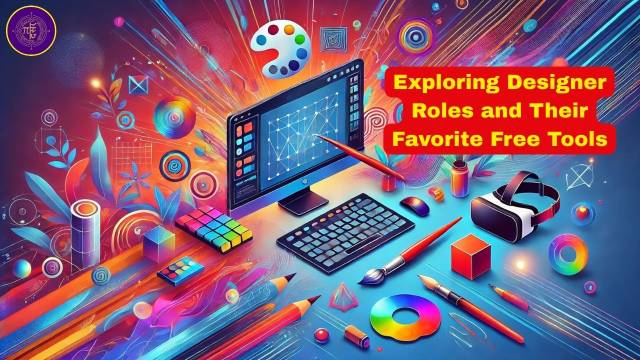 Exploring Designer
Roles and Their
Favorite Free Tools